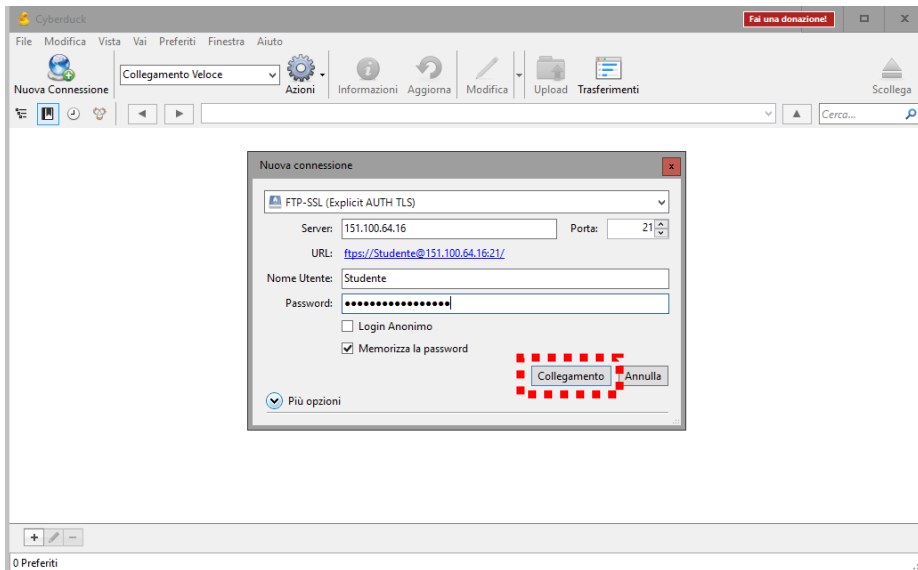 Cyberduck
Fai una donazione!
File Modifica Vista Vai Preferiti Finestra Aiuto
Collegamento Veloce
Nuova Connessione Azioni Informazioni Aggiorna Modifica Upload Trasferimenti Scollega
Cerca...
Nuova connessione
FTP-SSL (Explicit AUTH TLS)
Server: 151.100.64.16 Porta: 21
URL: ftps://Studente@151.100.64.16:21/
Nome Utente: Studente
Password: •••••••••••••••••
Login Anonimo
Memorizza la password
Collegamento Annulla
Più opzioni
0 Preferiti